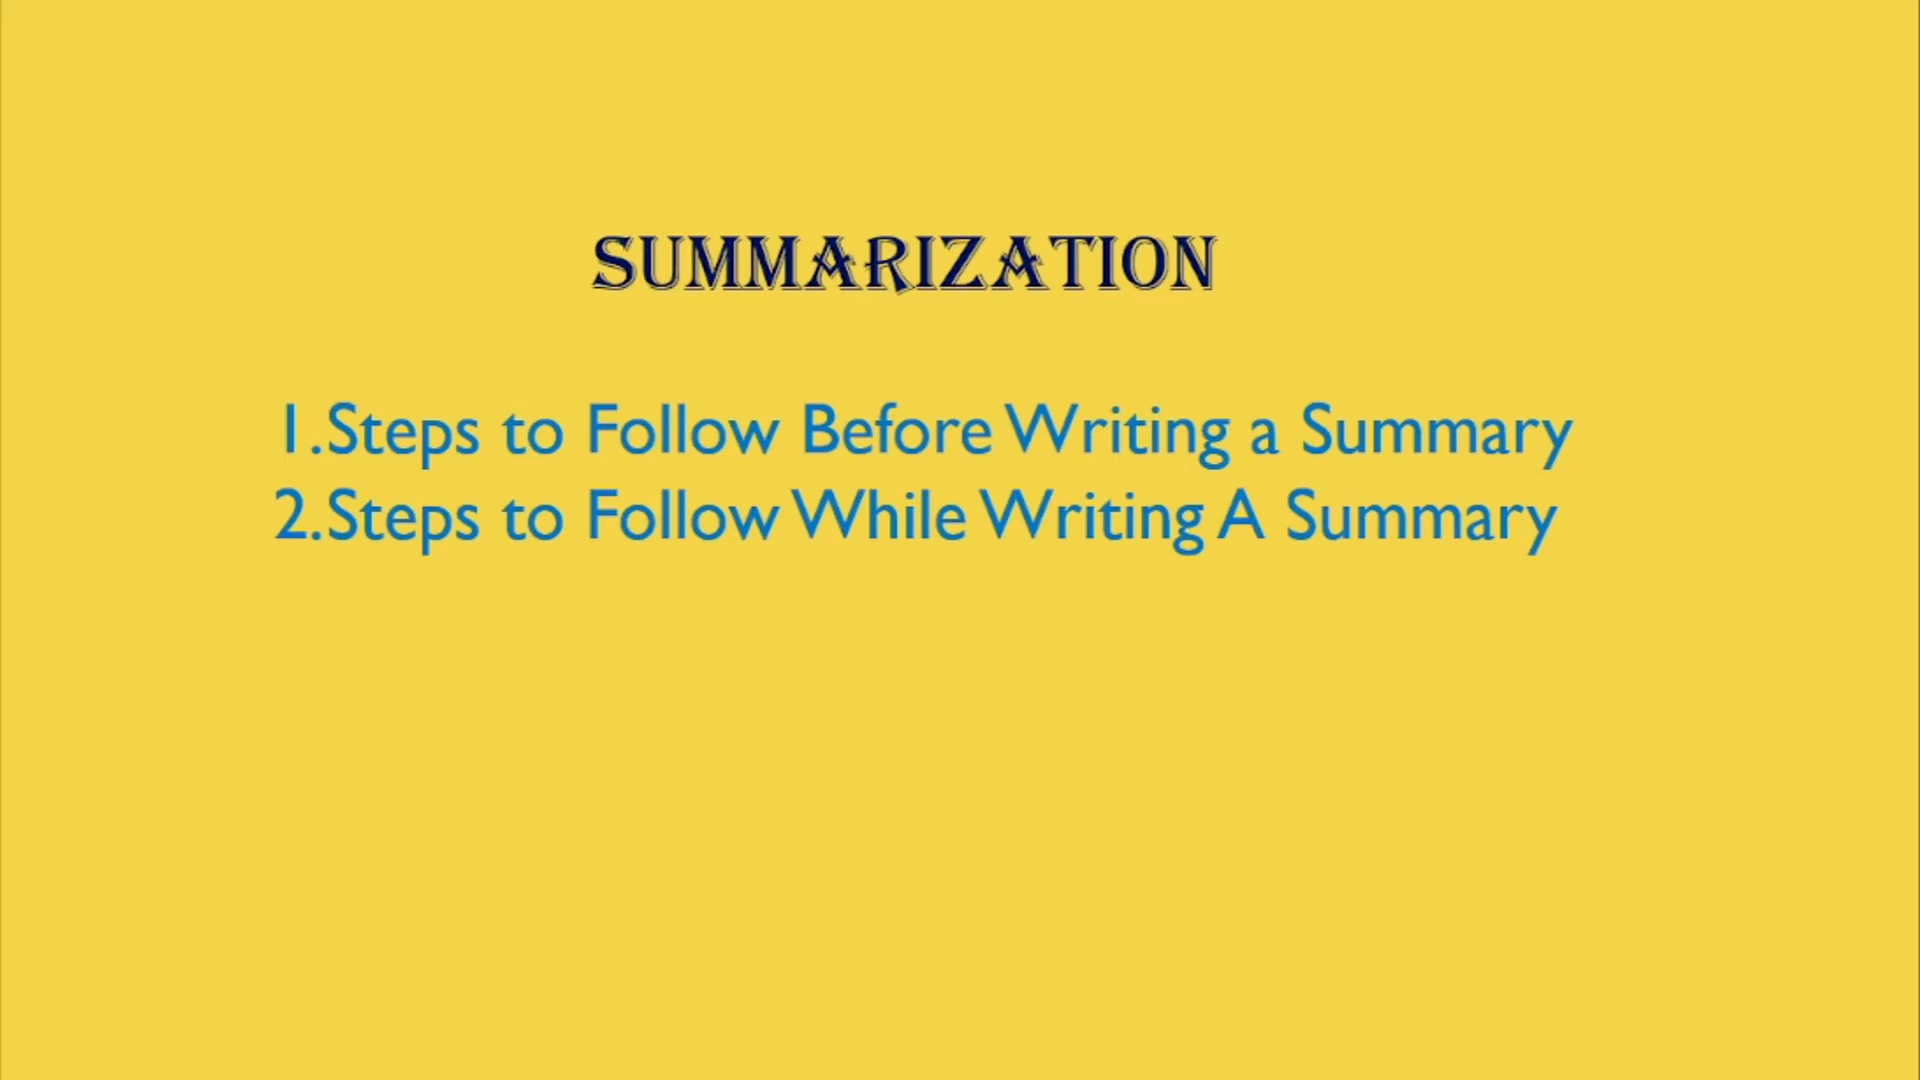 SUMMARIZATION
1.Steps to Follow Before Writing a Summary
2.Steps to Follow While Writing A Summary